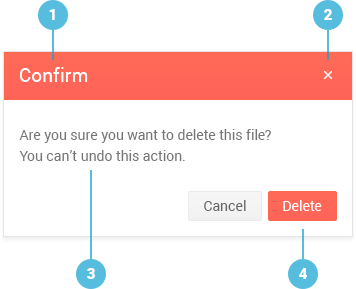 1
2
Confirm
×
Are you sure you want to delete this file?
You can't undo this action.
Cancel
Delete
3
4